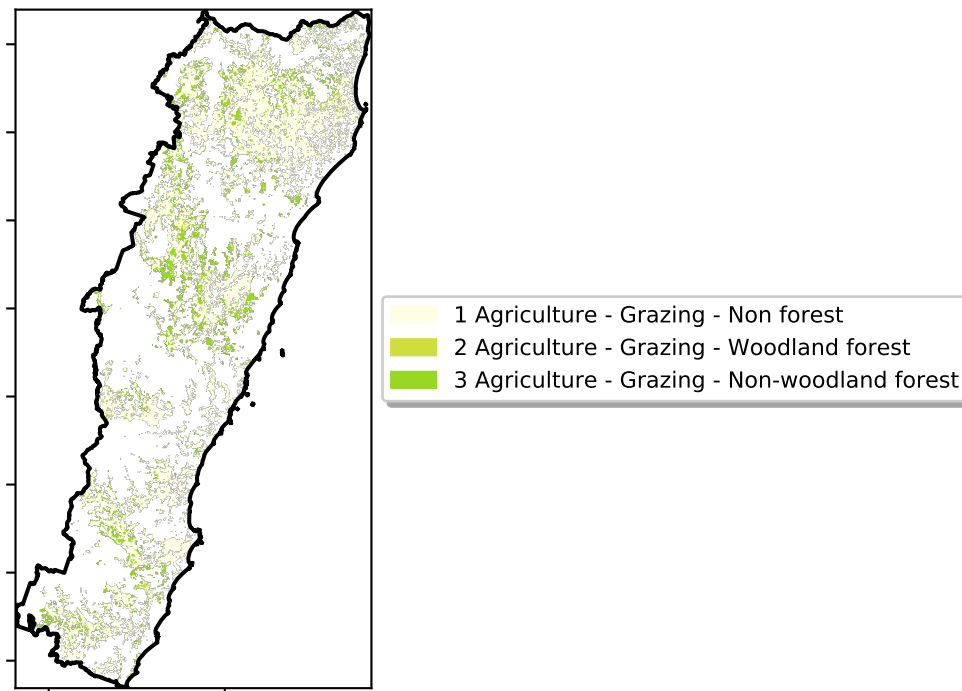 1 Agriculture - Grazing - Non forest
2 Agriculture - Grazing - Woodland forest
3 Agriculture - Grazing - Non-woodland forest